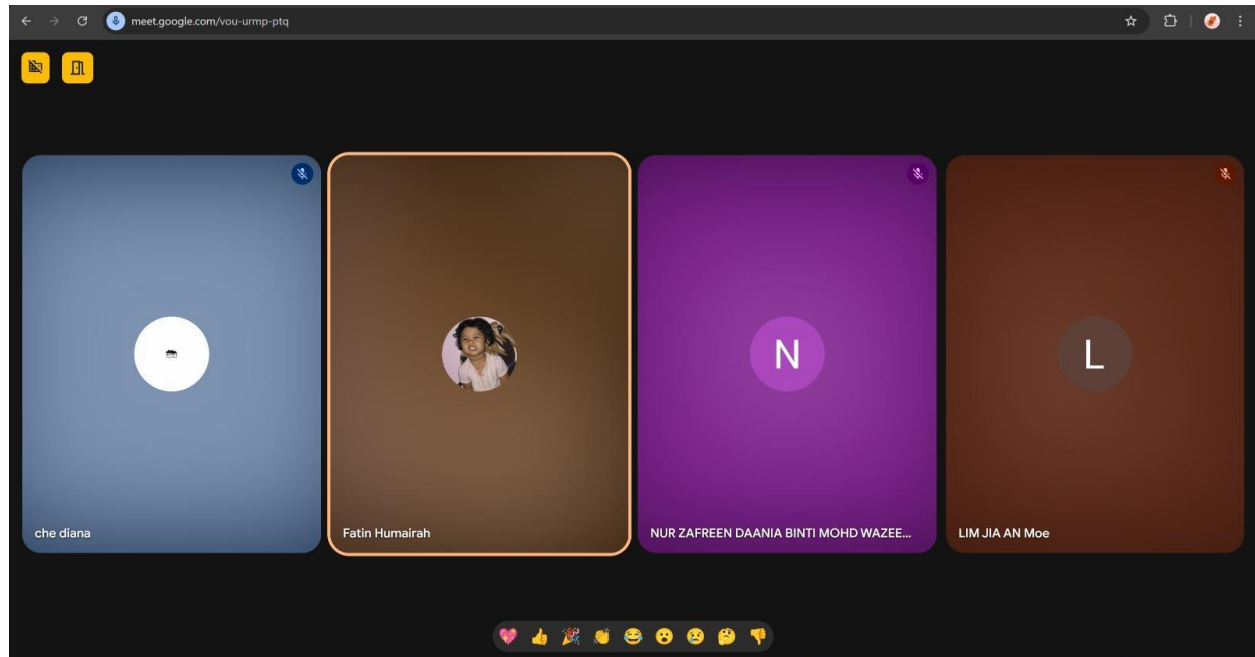 meet.google.com/vou-urmp-ptq
N
L
che diana
Fatin Humairah
NUR ZAFREEN DAANIA BINTI MOHD WAZEE...
LIM JIA AN Moe